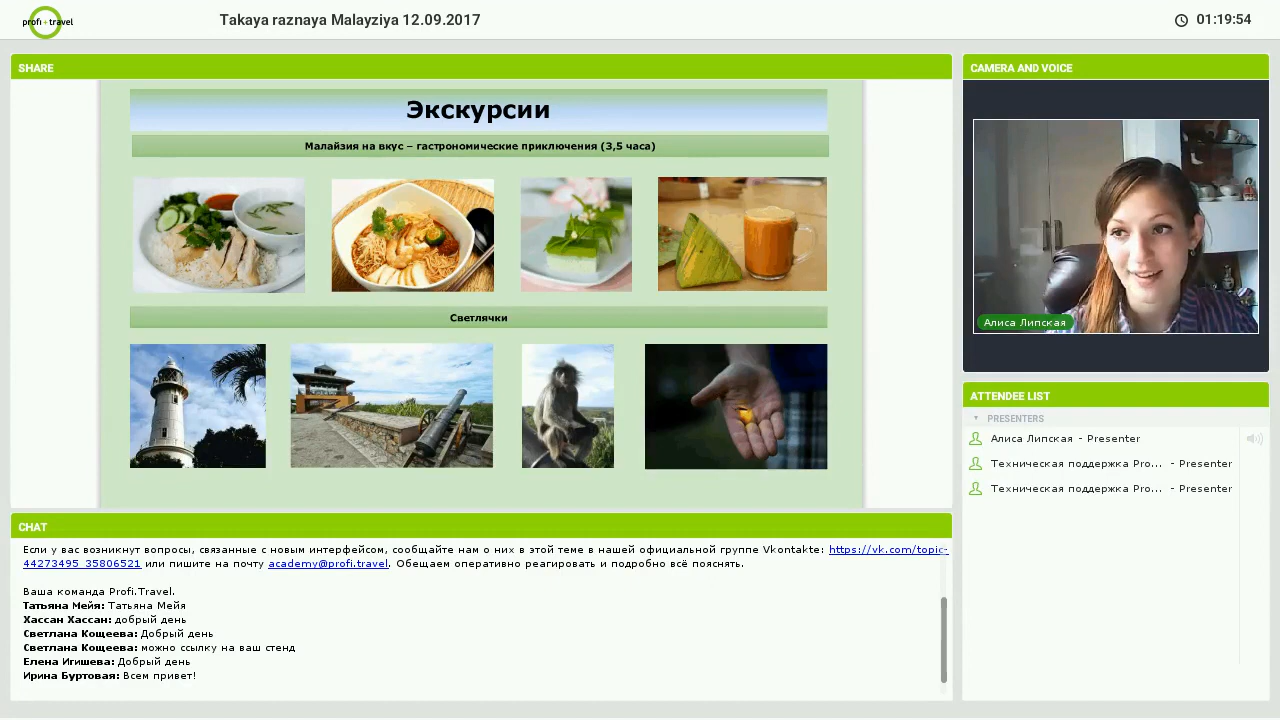 profi + travel
Takaya raznaya Malayziya 12.09.2017
01:19:54
SHARE
Экскурсии
Малайзия на вкус – гастрономические приключения (3,5 часа)
Светлячки
CAMERA AND VOICE
Алиса Липская
ATTENDEE LIST
PRESENTERS
Алиса Липская - Presenter
Техническая поддержка Pro... - Presenter
Техническая поддержка Pro... - Presenter
CHAT
Если у вас возникнут вопросы, связанные с новым интерфейсом, сообщайте нам о них в этой теме в нашей официальной группе Vkontakte: https://vk.com/topic-
44273495_35806521 или пишите на почту academy@profi.travel. Обещаем оперативно реагировать и подробно всё пояснять.
Ваша команда Profi.Travel.
Татьяна Мейя: Татьяна Мейя
Хассан Хассан: добрый день
Светлана Кощеева: Добрый день
Светлана Кощеева: можно ссылку на ваш стенд
Елена Игишева: Добрый день
Ирина Буртовая: Всем привет!